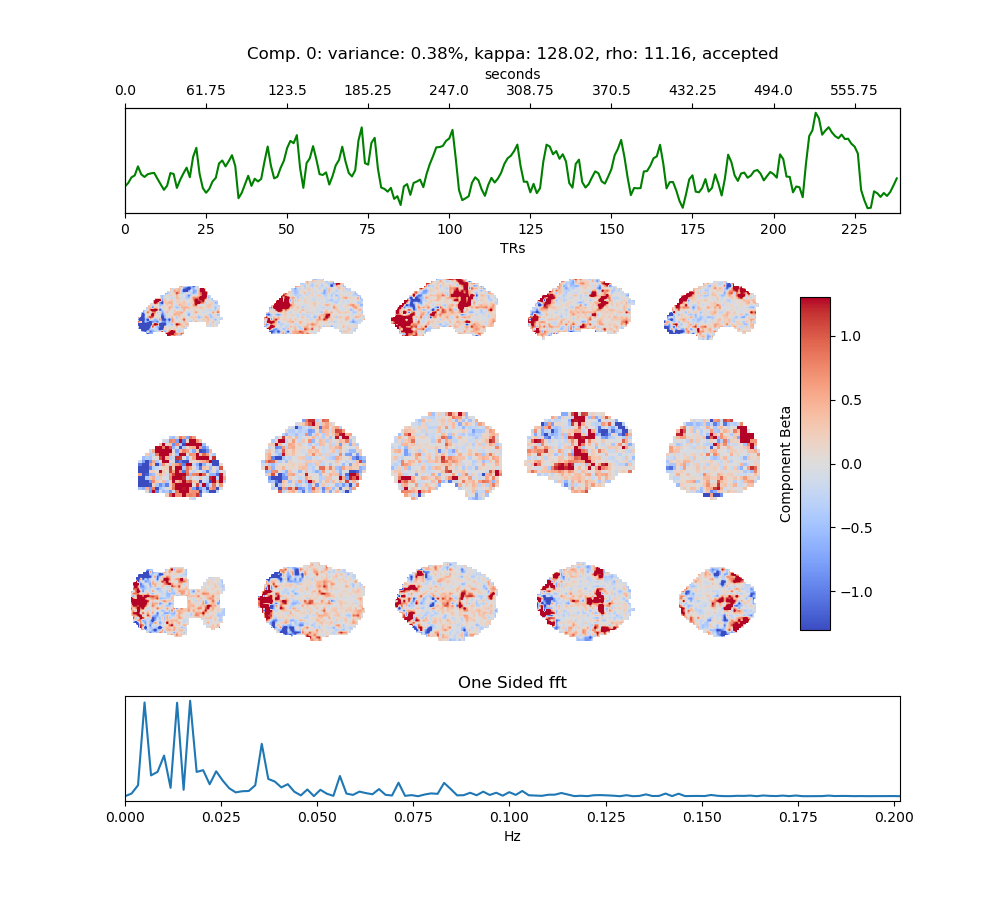 Comp. 0: variance: 0.38%, kappa: 128.02, rho: 11.16, accepted
seconds
0.0 61.75 123.5 185.25 247.0 308.75 370.5 432.25 494.0 555.75
0 25 50 75 100 125 150 175 200 225
TRs
1.0
0.5
0.0
−0.5
−1.0
Component Beta
One Sided fft
0.000 0.025 0.050 0.075 0.100 0.125 0.150 0.175 0.200
Hz